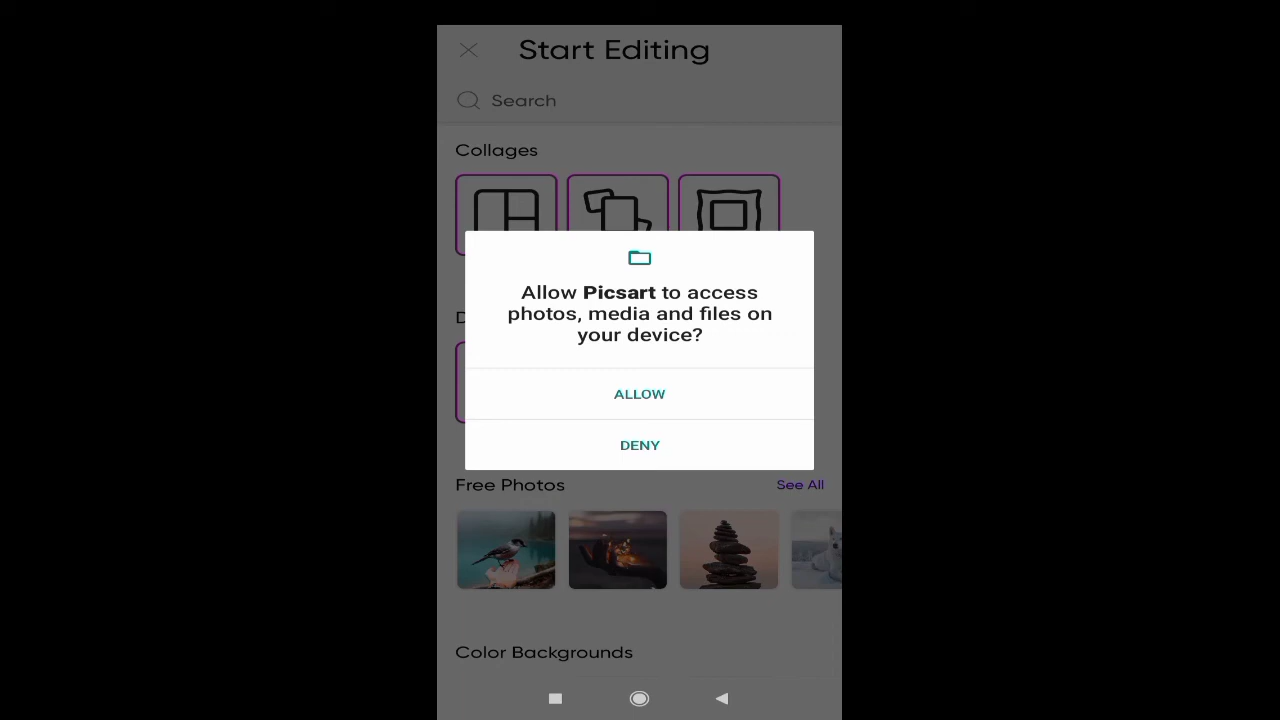 Start Editing
Search
Collages
Allow Picsart to access
photos, media and files on
your device?
ALLOW
DENY
Free Photos
See All
Color Backgrounds